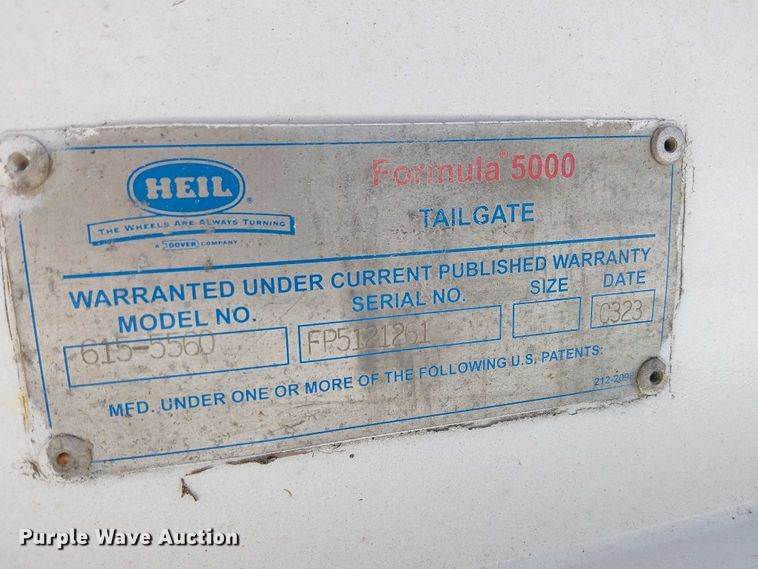 HEIL®
THE WHEELS ARE ALWAYS TURNING
A DOVER COMPANY
Formula® 5000
TAILGATE
WARRANTED UNDER CURRENT PUBLISHED WARRANTY
MODEL NO. SERIAL NO. SIZE DATE
615-5560 FP5121261 0323
MFD. UNDER ONE OR MORE OF THE FOLLOWING U.S. PATENTS:
Purple Wave Auction